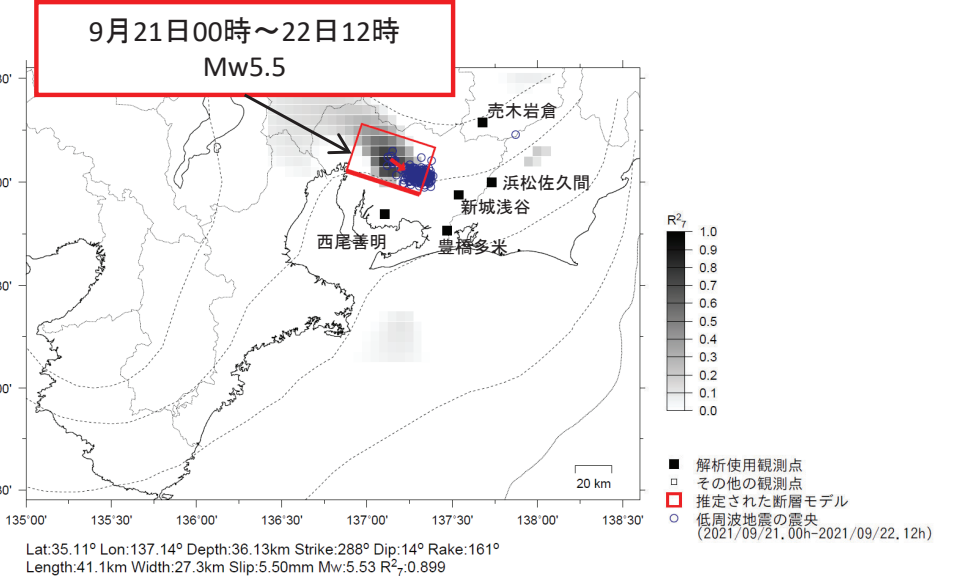 9月21日00時～22日12時
Mw5.5
売木岩倉
浜松佐久間
新城浅谷
西尾善明
豊橋多米
R²₇
1.0
0.9
0.8
0.7
0.6
0.5
0.4
0.3
0.2
0.1
0.0
20 km
解析使用観測点
その他の観測点
推定された断層モデル
低周波地震の震央
(2021/09/21.00h-2021/09/22.12h)
135°00' 135°30' 136°00' 136°30' 137°00' 137°30' 138°00' 138°30'
Lat:35.11° Lon:137.14° Depth:36.13km Strike:288° Dip:14° Rake:161°
Length:41.1km Width:27.3km Slip:5.50mm Mw:5.53 R²₇:0.899